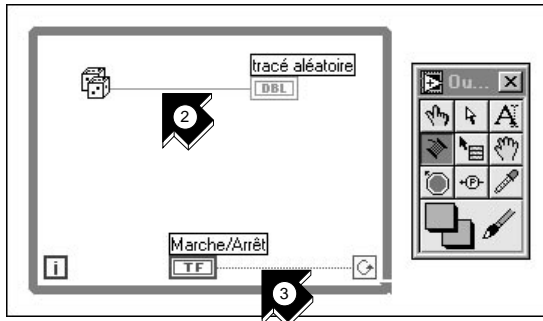 tracé aléatoire
DBL
2
Ou...
A
P
Marche/Arrêt
i
TF
3